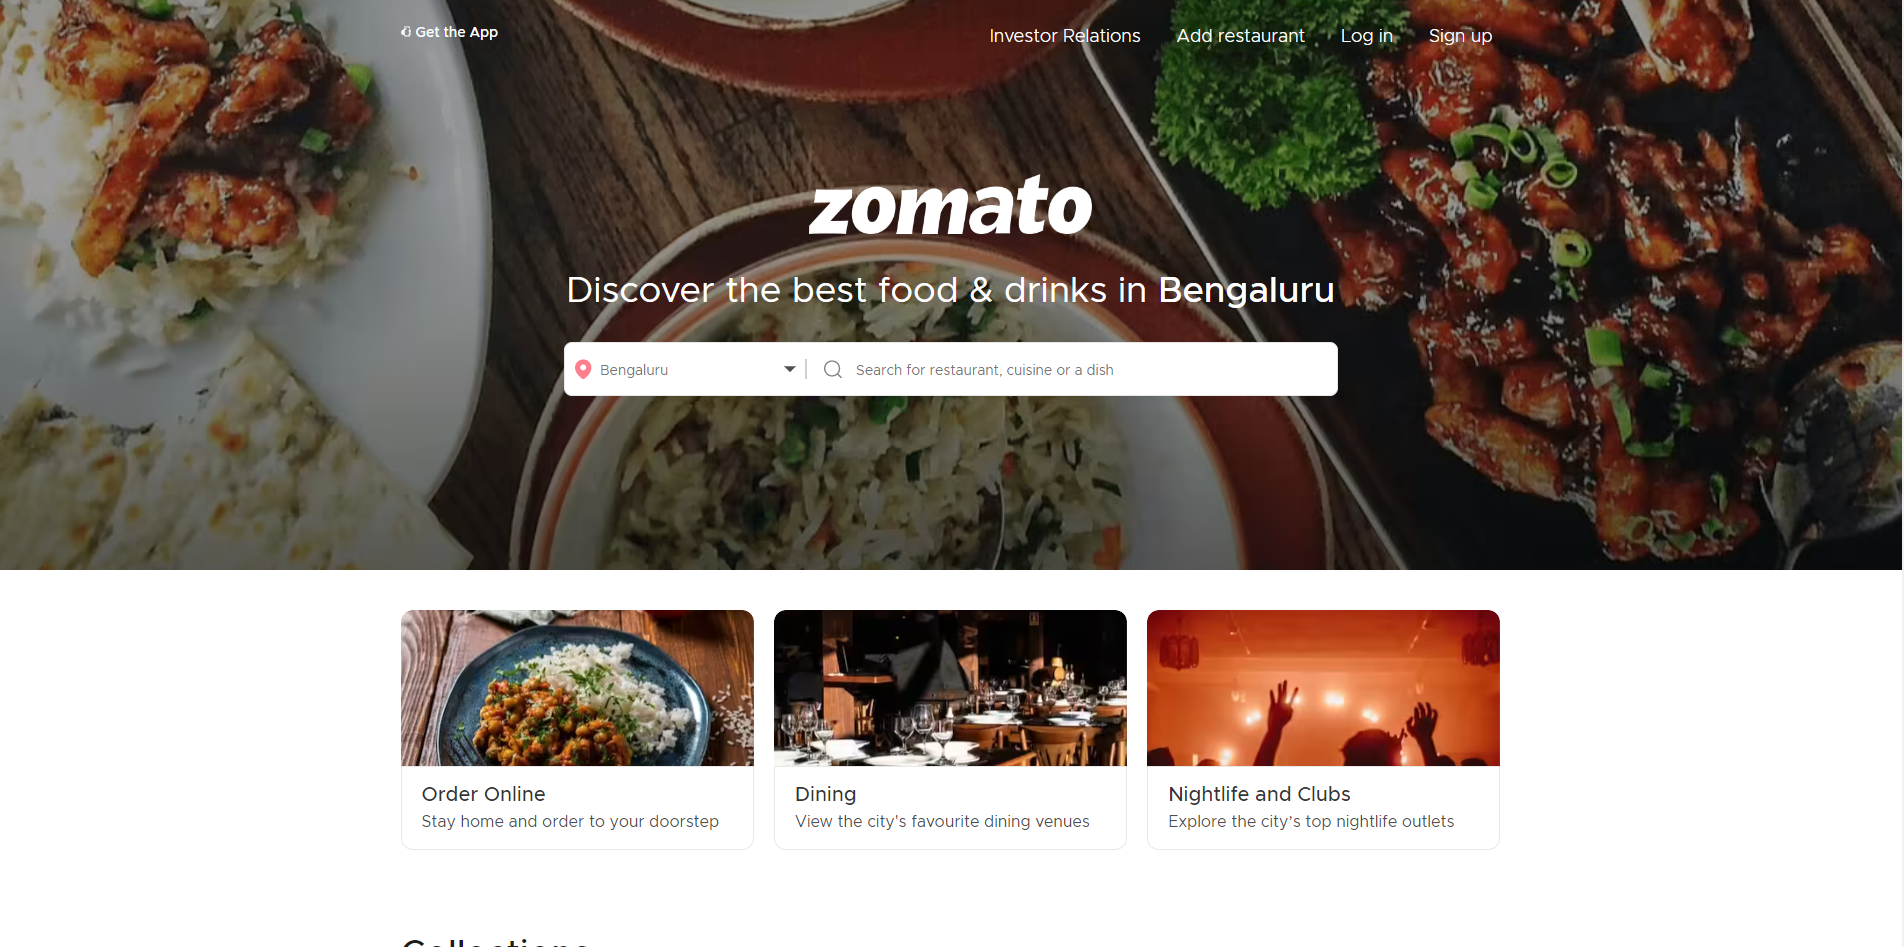 Get the App
Investor Relations
Add restaurant
Log in
Sign up
zomato
Discover the best food & drinks in Bengaluru
Bengaluru
Search for restaurant, cuisine or a dish
Order Online
Stay home and order to your doorstep
Dining
View the city's favourite dining venues
Nightlife and Clubs
Explore the city’s top nightlife outlets
Collections